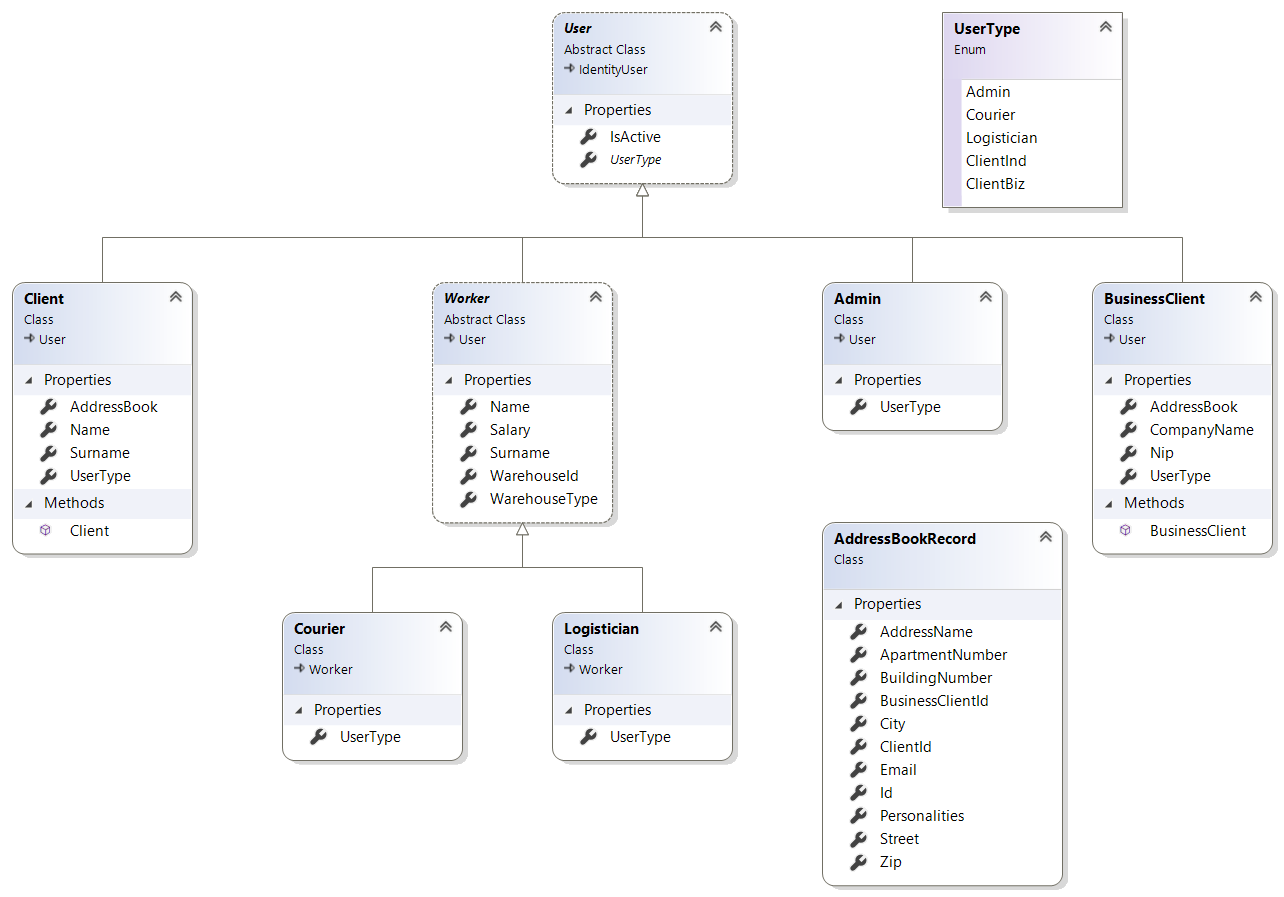 User
Abstract Class
IdentityUser
Properties
IsActive
UserType
UserType
Enum
Admin
Courier
Logistician
ClientInd
ClientBiz
Client
Class
User
Properties
AddressBook
Name
Surname
UserType
Methods
Client
Worker
Abstract Class
User
Properties
Name
Salary
Surname
WarehouseId
WarehouseType
Admin
Class
User
Properties
UserType
BusinessClient
Class
User
Properties
AddressBook
CompanyName
Nip
UserType
Methods
BusinessClient
Courier
Class
Worker
Properties
UserType
Logistician
Class
Worker
Properties
UserType
AddressBookRecord
Class
Properties
AddressName
ApartmentNumber
BuildingNumber
BusinessClientId
City
ClientId
Email
Id
Personalities
Street
Zip